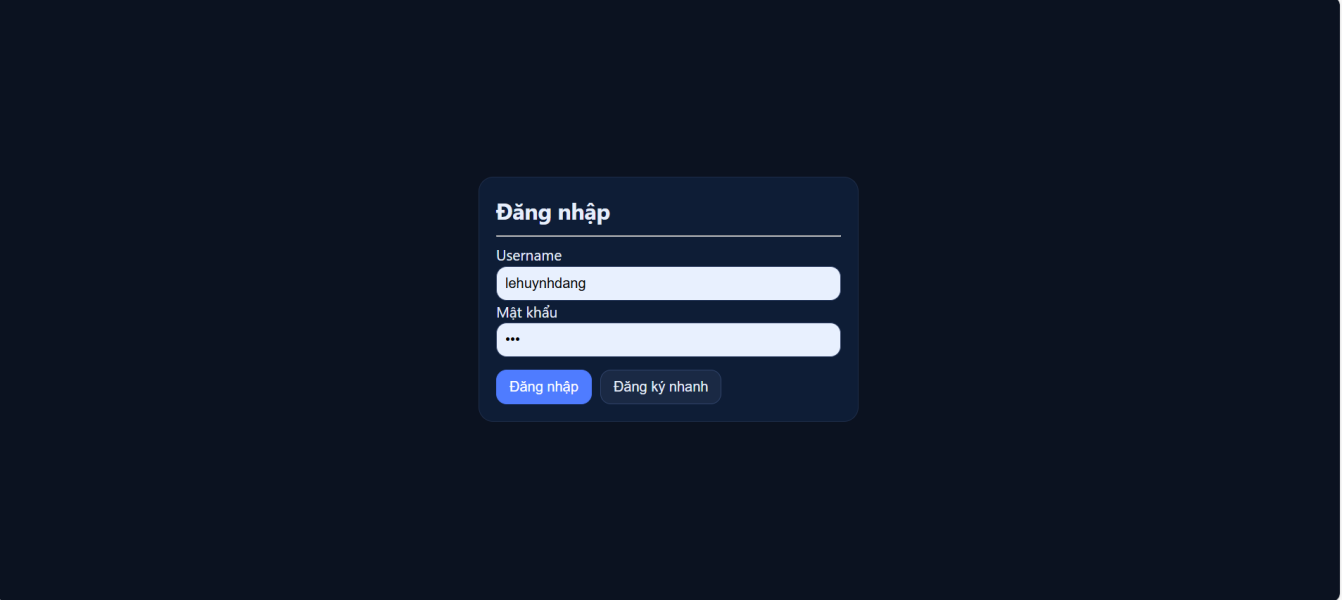 Đăng nhập
Username
lehuynhdang
Mật khẩu
•••
Đăng nhập Đăng ký nhanh